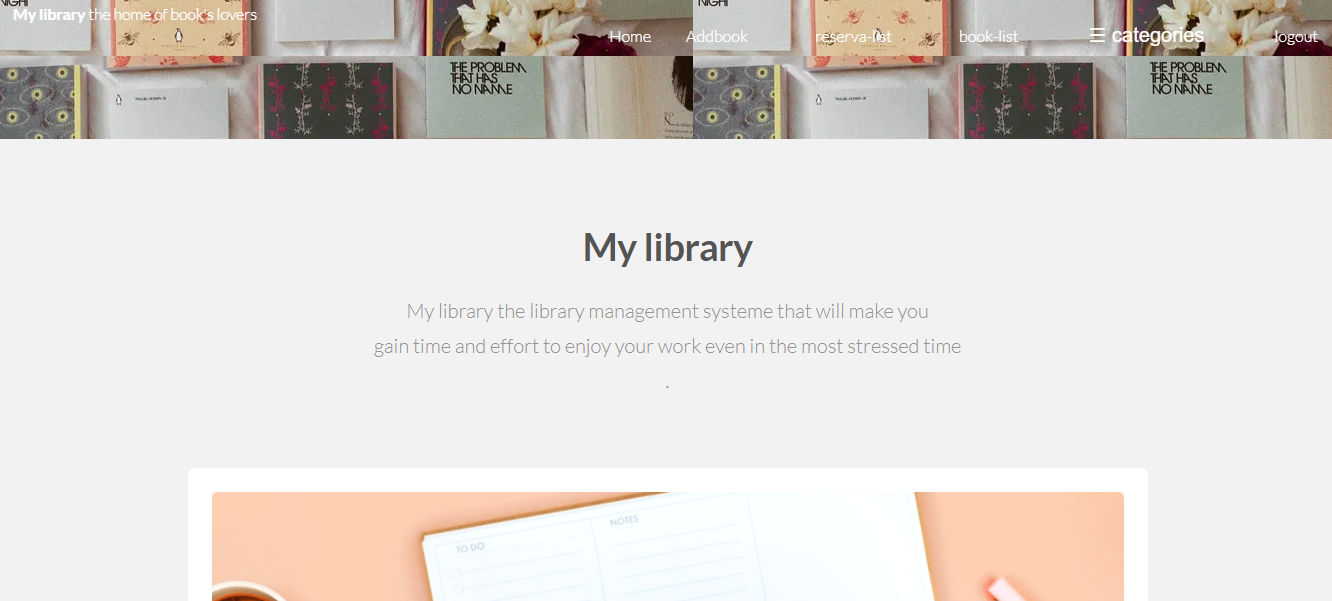 NIGHT
NIGHT
My library the home of book's lovers
Home Addbook reserva-list book-list ☰ categories logout
THE PROBLEM
THAT HAS
NO NAME
THE PROBLEM
THAT HAS
NO NAME
My library
My library the library management systeme that will make you
gain time and effort to enjoy your work even in the most stressed time
.
TO DO
NOTES